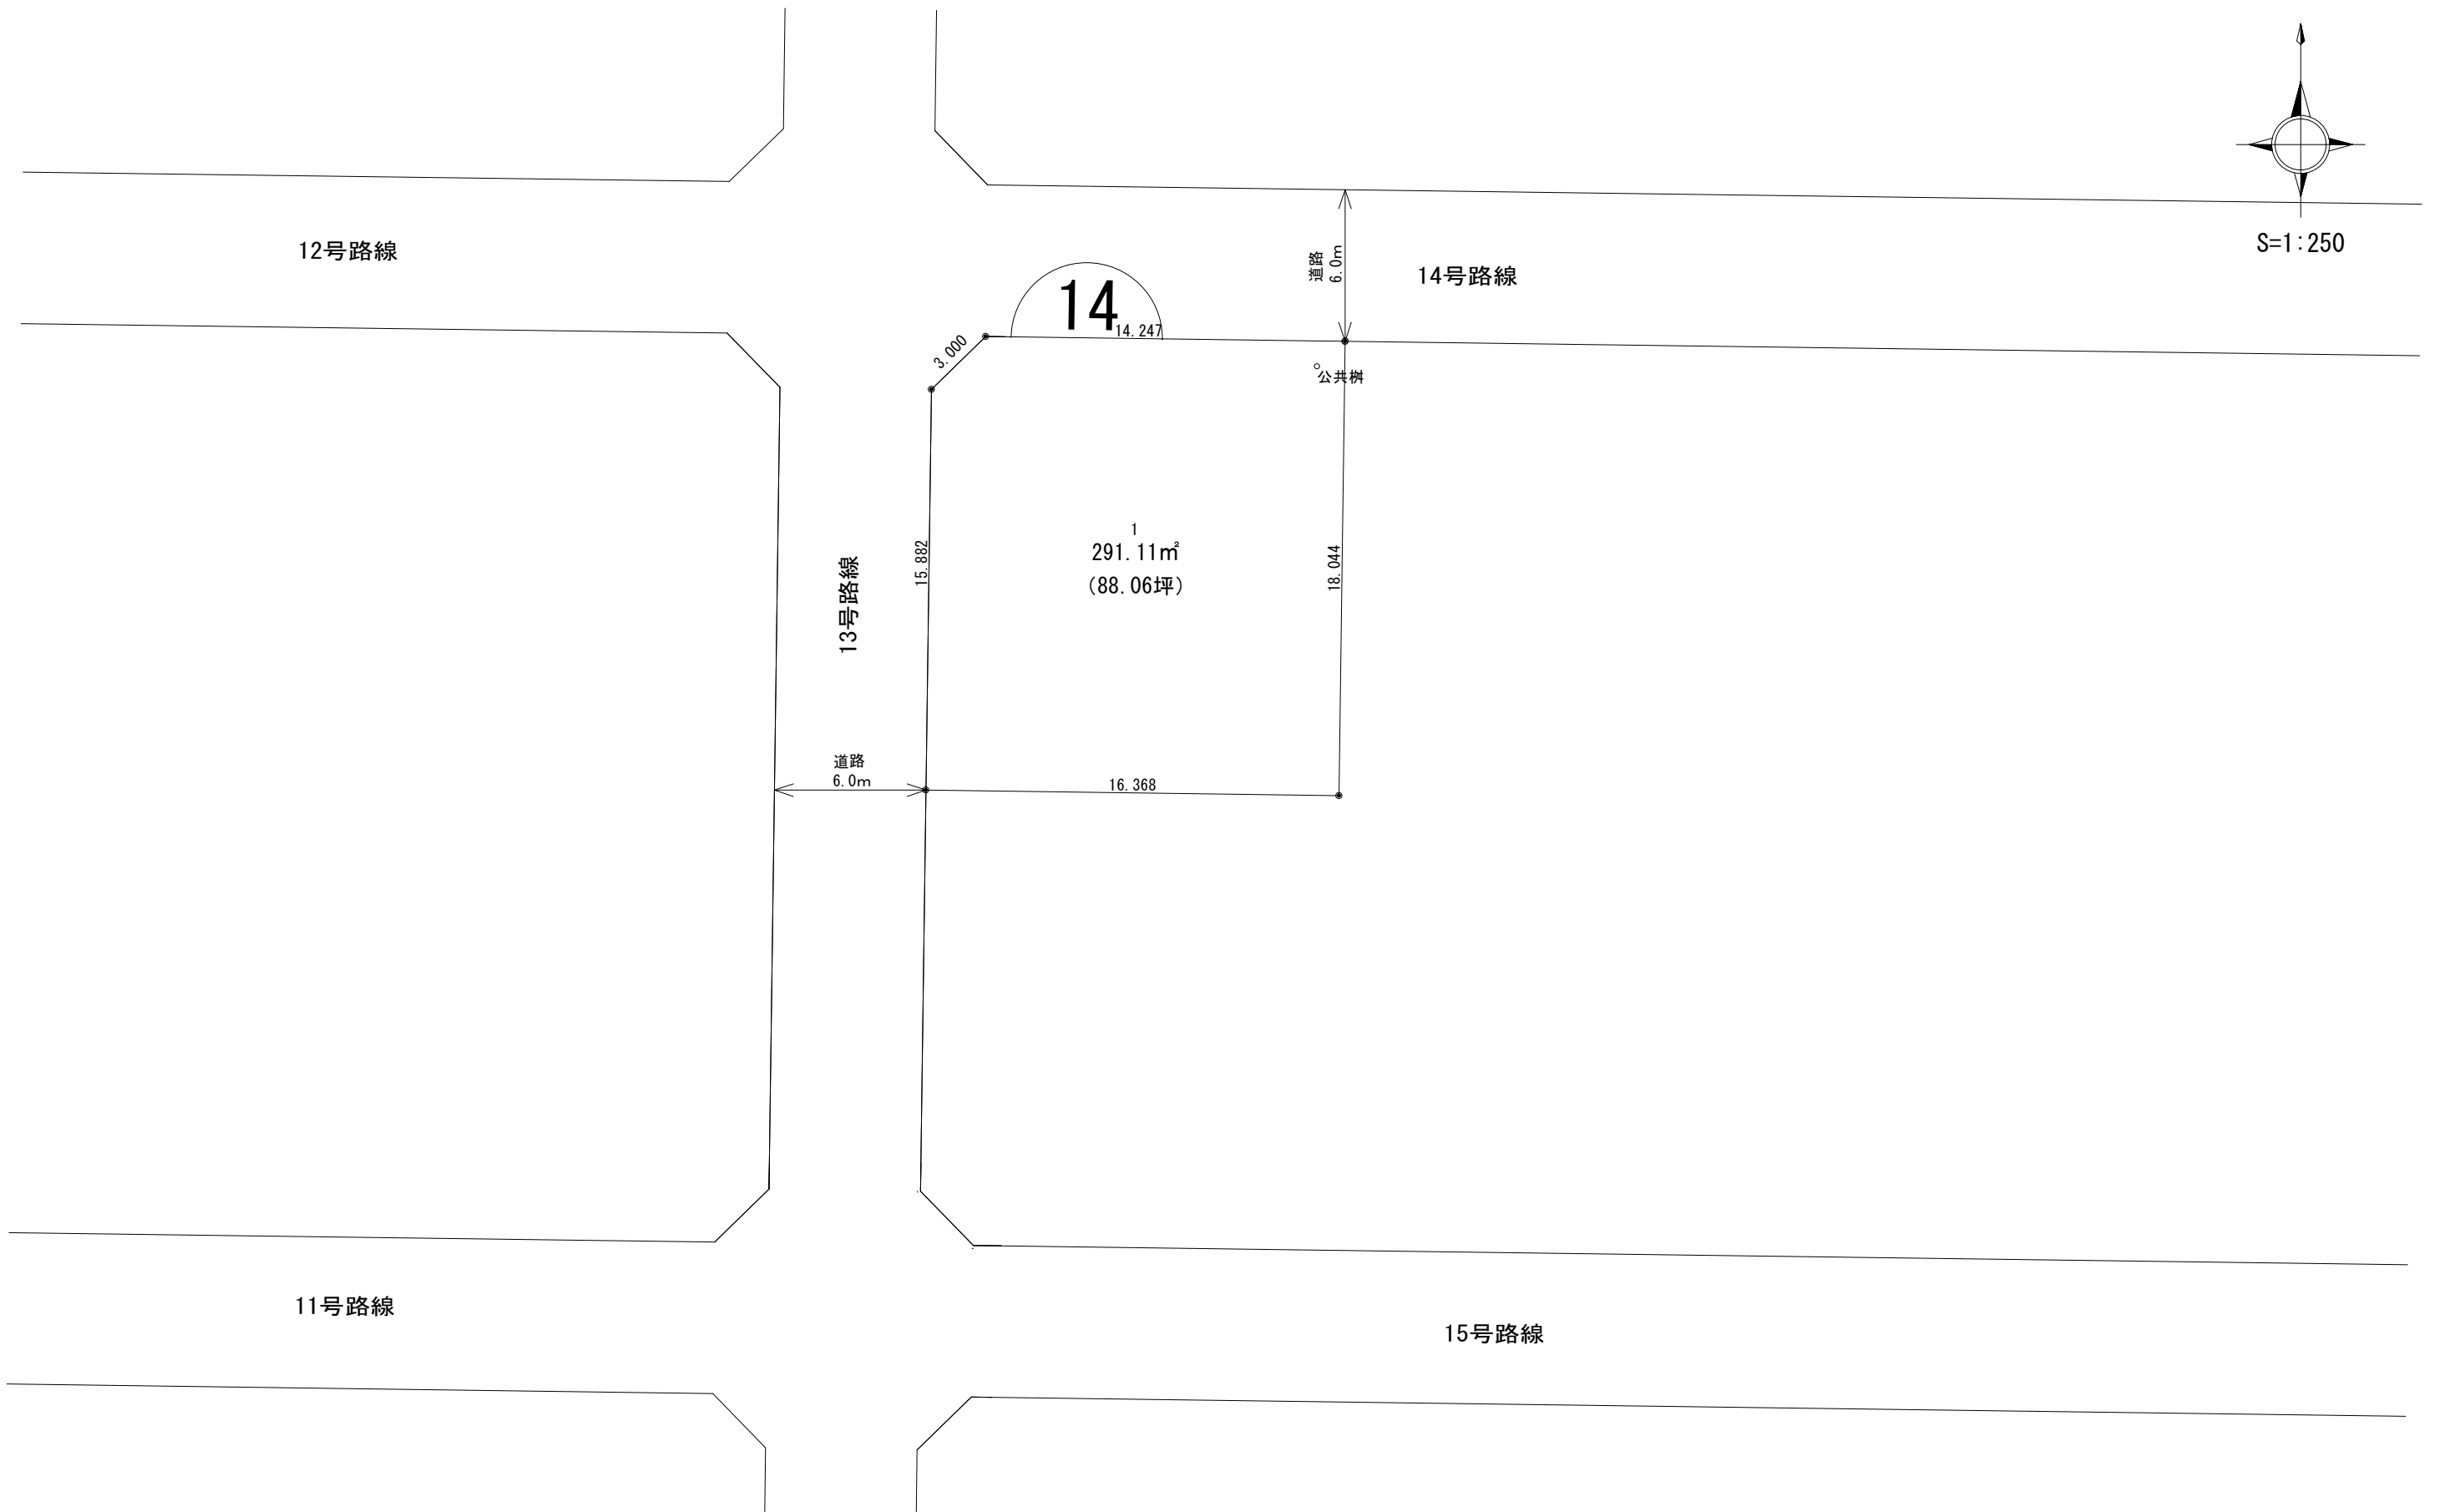 S=1:250
12号路線
道路
6.0m
14号路線
14
14.247
3.000
公共桝
1
291.11㎡
(88.06坪)
15.882
18.044
13号路線
道路
6.0m
16.368
11号路線
15号路線